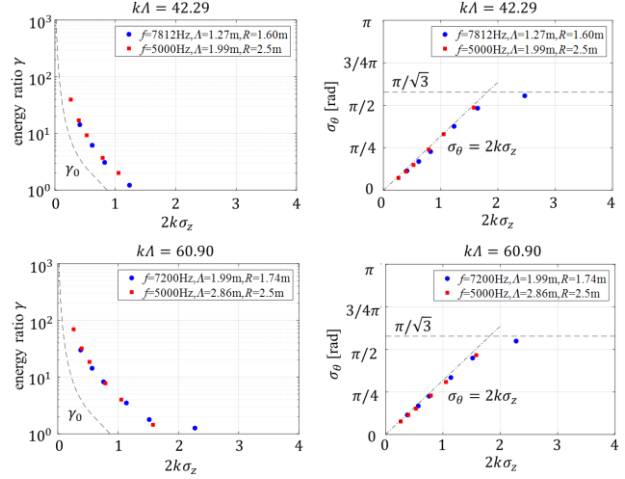 kΛ = 42.29
10³
10²
10¹
10⁰
energy ratio γ
f=7812Hz,Λ=1.27m,R=1.60m
f=5000Hz,Λ=1.99m,R=2.5m
γ₀
0 1 2 3 4
2kσ_z
kΛ = 42.29
π
3/4π
π/2
π/4
0
σ_θ [rad]
f=7812Hz,Λ=1.27m,R=1.60m
f=5000Hz,Λ=1.99m,R=2.5m
π/√3
σ_θ = 2kσ_z
0 1 2 3 4
2kσ_z
kΛ = 60.90
10³
10²
10¹
10⁰
energy ratio γ
f=7200Hz,Λ=1.99m,R=1.74m
f=5000Hz,Λ=2.86m,R=2.5m
γ₀
0 1 2 3 4
2kσ_z
kΛ = 60.90
π
3/4π
π/2
π/4
0
σ_θ [rad]
f=7200Hz,Λ=1.99m,R=1.74m
f=5000Hz,Λ=2.86m,R=2.5m
π/√3
σ_θ = 2kσ_z
0 1 2 3 4
2kσ_z